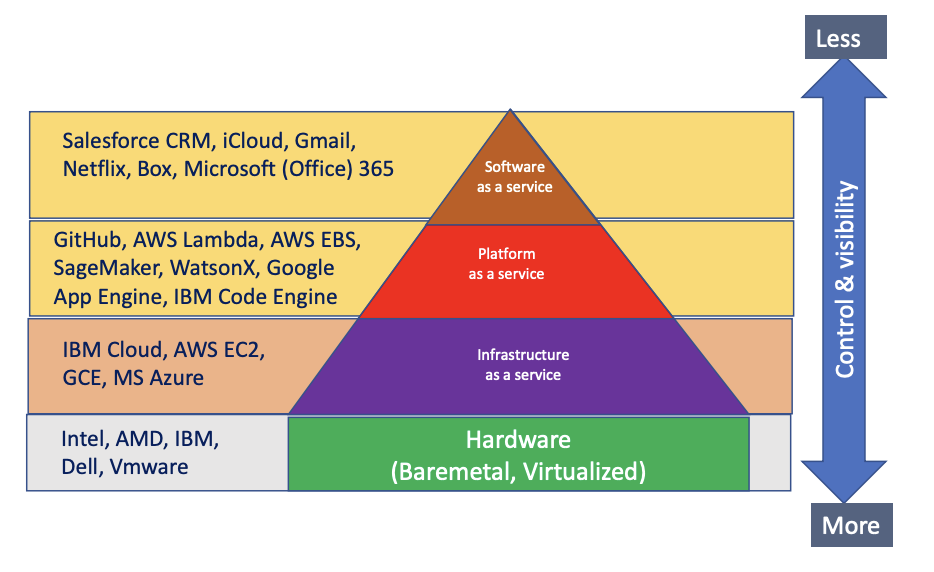 Less
Salesforce CRM, iCloud, Gmail,
Netflix, Box, Microsoft (Office) 365
Software
as a service
GitHub, AWS Lambda, AWS EBS,
SageMaker, WatsonX, Google
App Engine, IBM Code Engine
Platform
as a service
IBM Cloud, AWS EC2,
GCE, MS Azure
Infrastructure
as a service
Intel, AMD, IBM,
Dell, Vmware
Hardware
(Baremetal, Virtualized)
Control & visibility
More